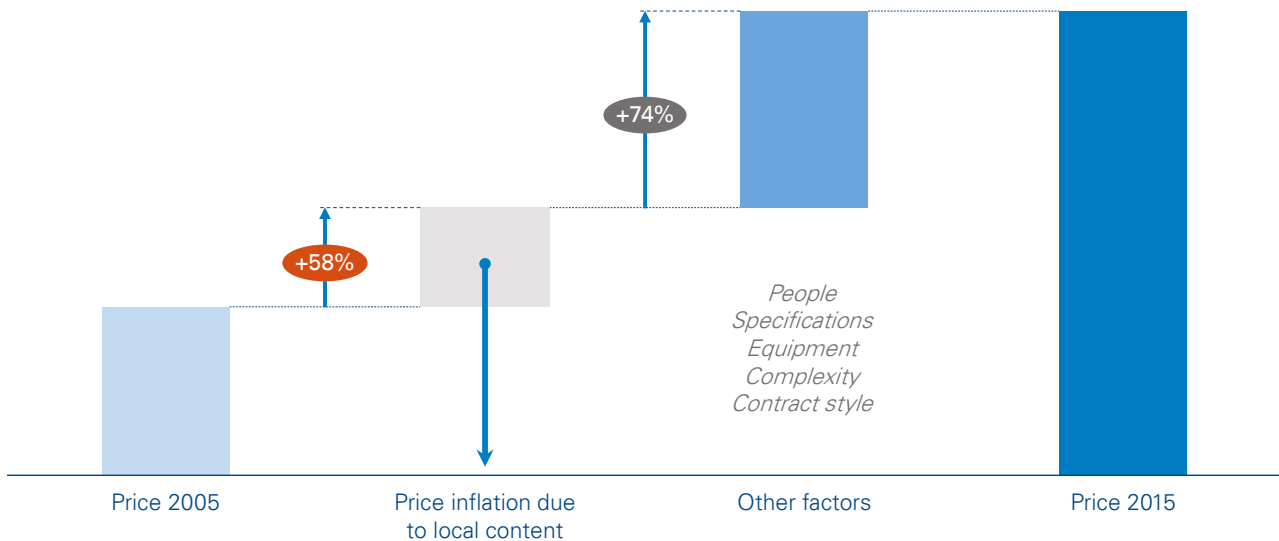 +74%
+58%
People
Specifications
Equipment
Complexity
Contract style
Price 2005
Price inflation due
to local content
Other factors
Price 2015